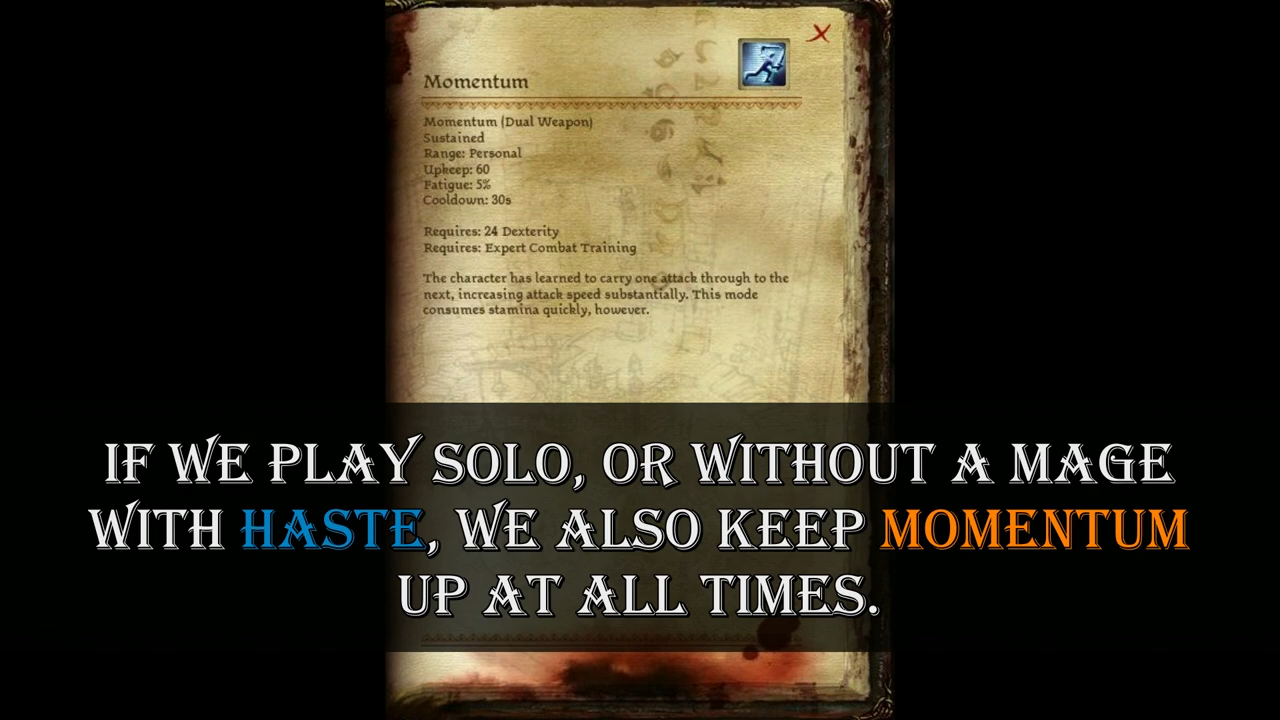 Momentum
Momentum (Dual Weapon)
Sustained
Range: Personal
Upkeep: 60
Fatigue: 5%
Cooldown: 30s
Requires: 24 Dexterity
Requires: Expert Combat Training
The character has learned to carry one attack through to the
next, increasing attack speed substantially. This mode
consumes stamina quickly, however.
IF WE PLAY SOLO, OR WITHOUT A MAGE
WITH HASTE, WE ALSO KEEP MOMENTUM
UP AT ALL TIMES.